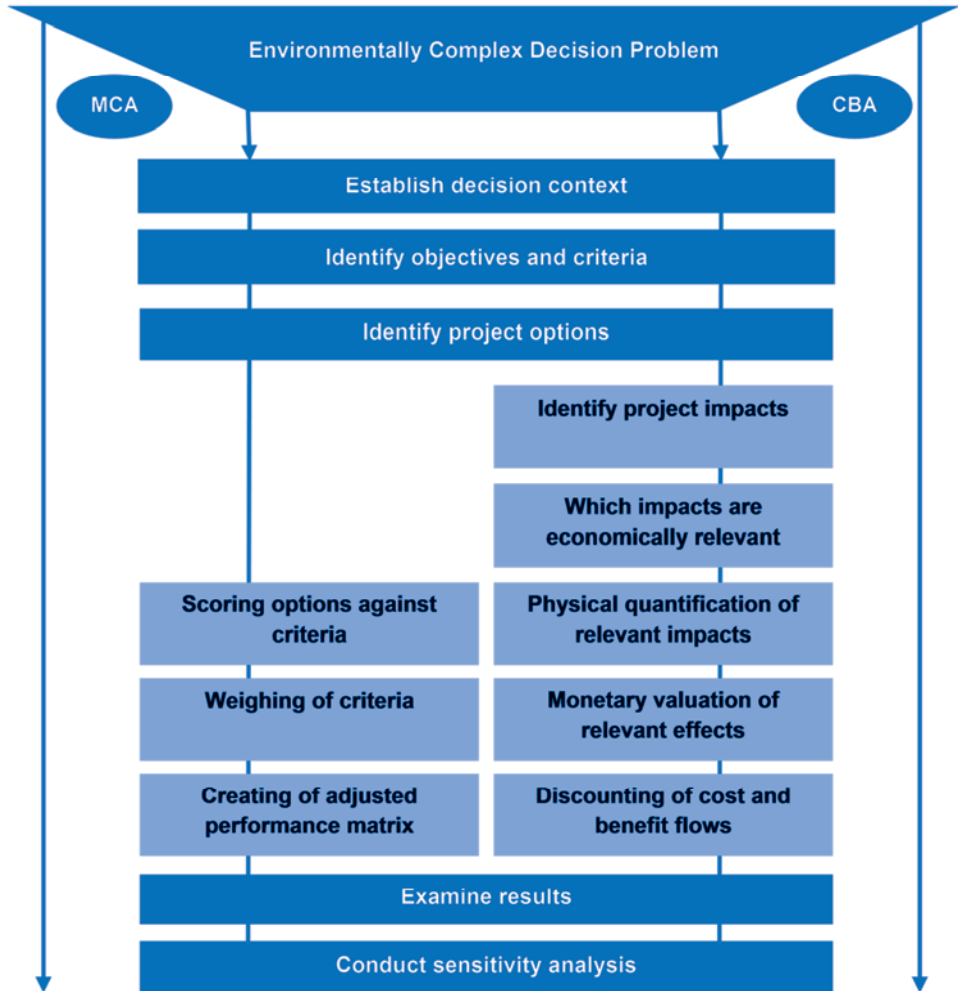 Environmentally Complex Decision Problem
MCA
CBA
Establish decision context
Identify objectives and criteria
Identify project options
Identify project impacts
Which impacts are
economically relevant
Scoring options against
criteria
Physical quantification of
relevant impacts
Weighing of criteria
Monetary valuation of
relevant effects
Creating of adjusted
performance matrix
Discounting of cost and
benefit flows
Examine results
Conduct sensitivity analysis